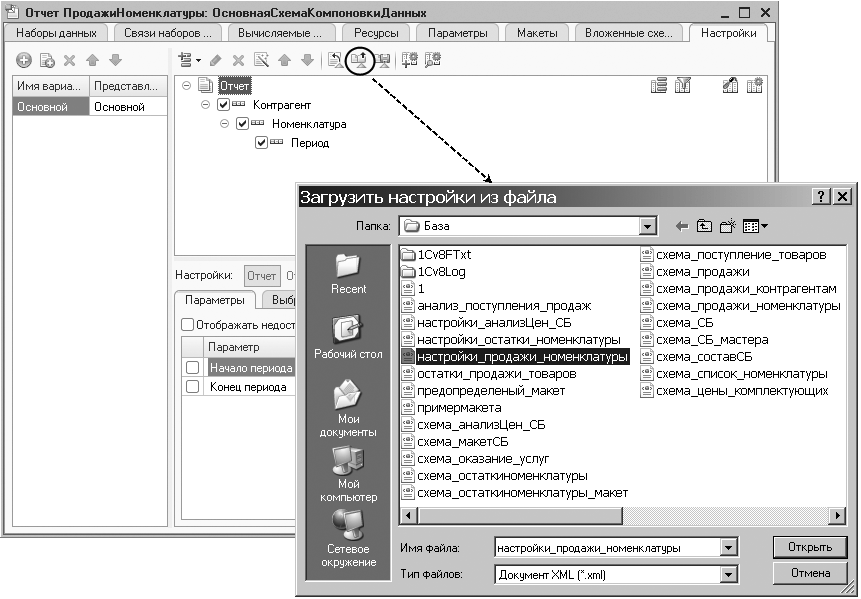 Отчет ПродажиНоменклатуры: ОсновнаяСхемаКомпоновкиДанных
Наборы данных
Связи наборов ...
Вычисляемые ...
Ресурсы
Параметры
Макеты
Вложенные схе...
Настройки
Имя вариа...
Представл...
Основной
Основной
Отчет
Контрагент
Номенклатура
Период
Настройки:
Отчет
Параметры
Выбр
Отображать недост
Параметр
Начало периода
Конец периода
Загрузить настройки из файла
Папка:
База
Recent
Рабочий стол
Мои
документы
Мой
компьютер
Сетевое
окружение
1Cv8FTxt
1Cv8Log
1
анализ_поступления_продаж
настройки_анализЦен_СБ
настройки_остатки_номенклатуры
настройки_продажи_номенклатуры
остатки_продажи_товаров
предопределеный_макет
примермакета
схема_анализЦен_СБ
схема_макетСБ
схема_оказание_услуг
схема_остаткиноменклатуры
схема_остаткиноменклатуры_макет
схема_поступление_товаров
схема_продажи
схема_продажи_контрагентам
схема_продажи_номенклатуры
схема_СБ
схема_СБ_мастера
схема_составСБ
схема_список_номенклатуры
схема_цены_комплектующих
Имя файла:
настройки_продажи_номенклатуры
Открыть
Тип файлов:
Документ XML (*.xml)
Отмена